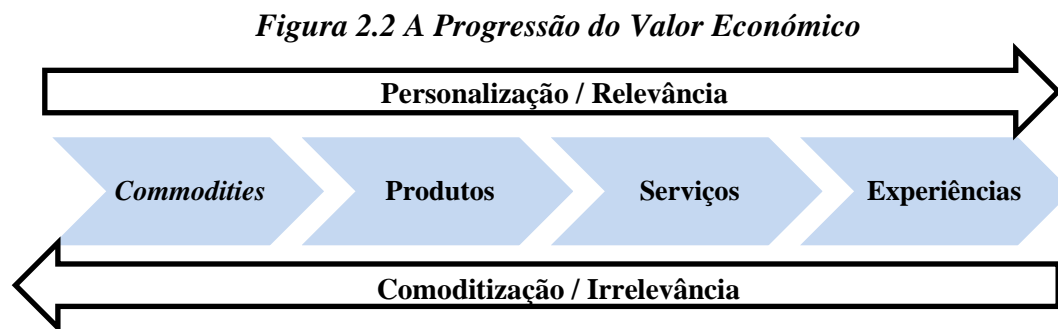 Figura 2.2 A Progressão do Valor Económico
Personalização / Relevância
Commodities
Produtos
Serviços
Experiências
Comoditização / Irrelevância